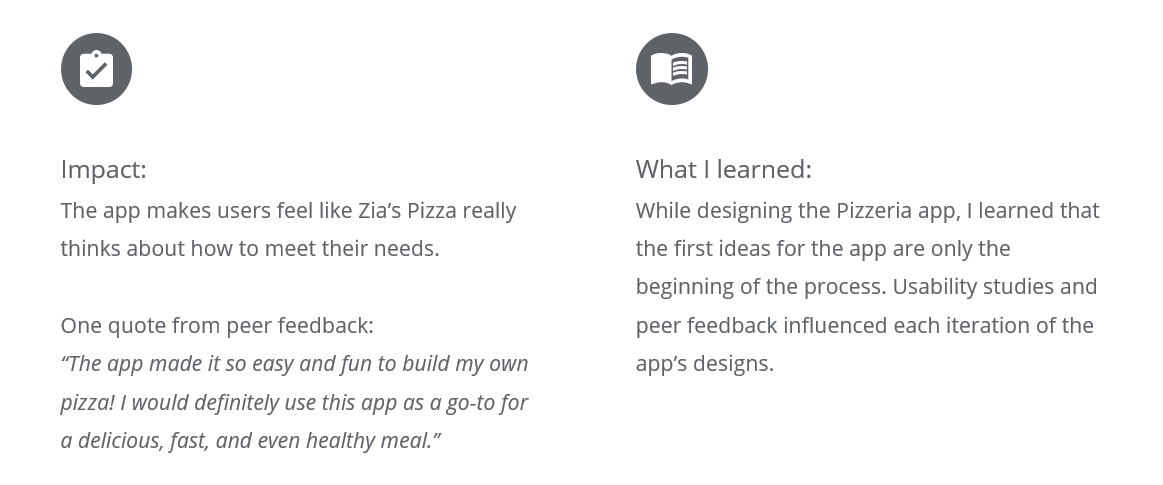 Impact:
The app makes users feel like Zia’s Pizza really
thinks about how to meet their needs.
One quote from peer feedback:
“The app made it so easy and fun to build my own
pizza! I would definitely use this app as a go-to for
a delicious, fast, and even healthy meal.”
What I learned:
While designing the Pizzeria app, I learned that
the first ideas for the app are only the
beginning of the process. Usability studies and
peer feedback influenced each iteration of the
app’s designs.